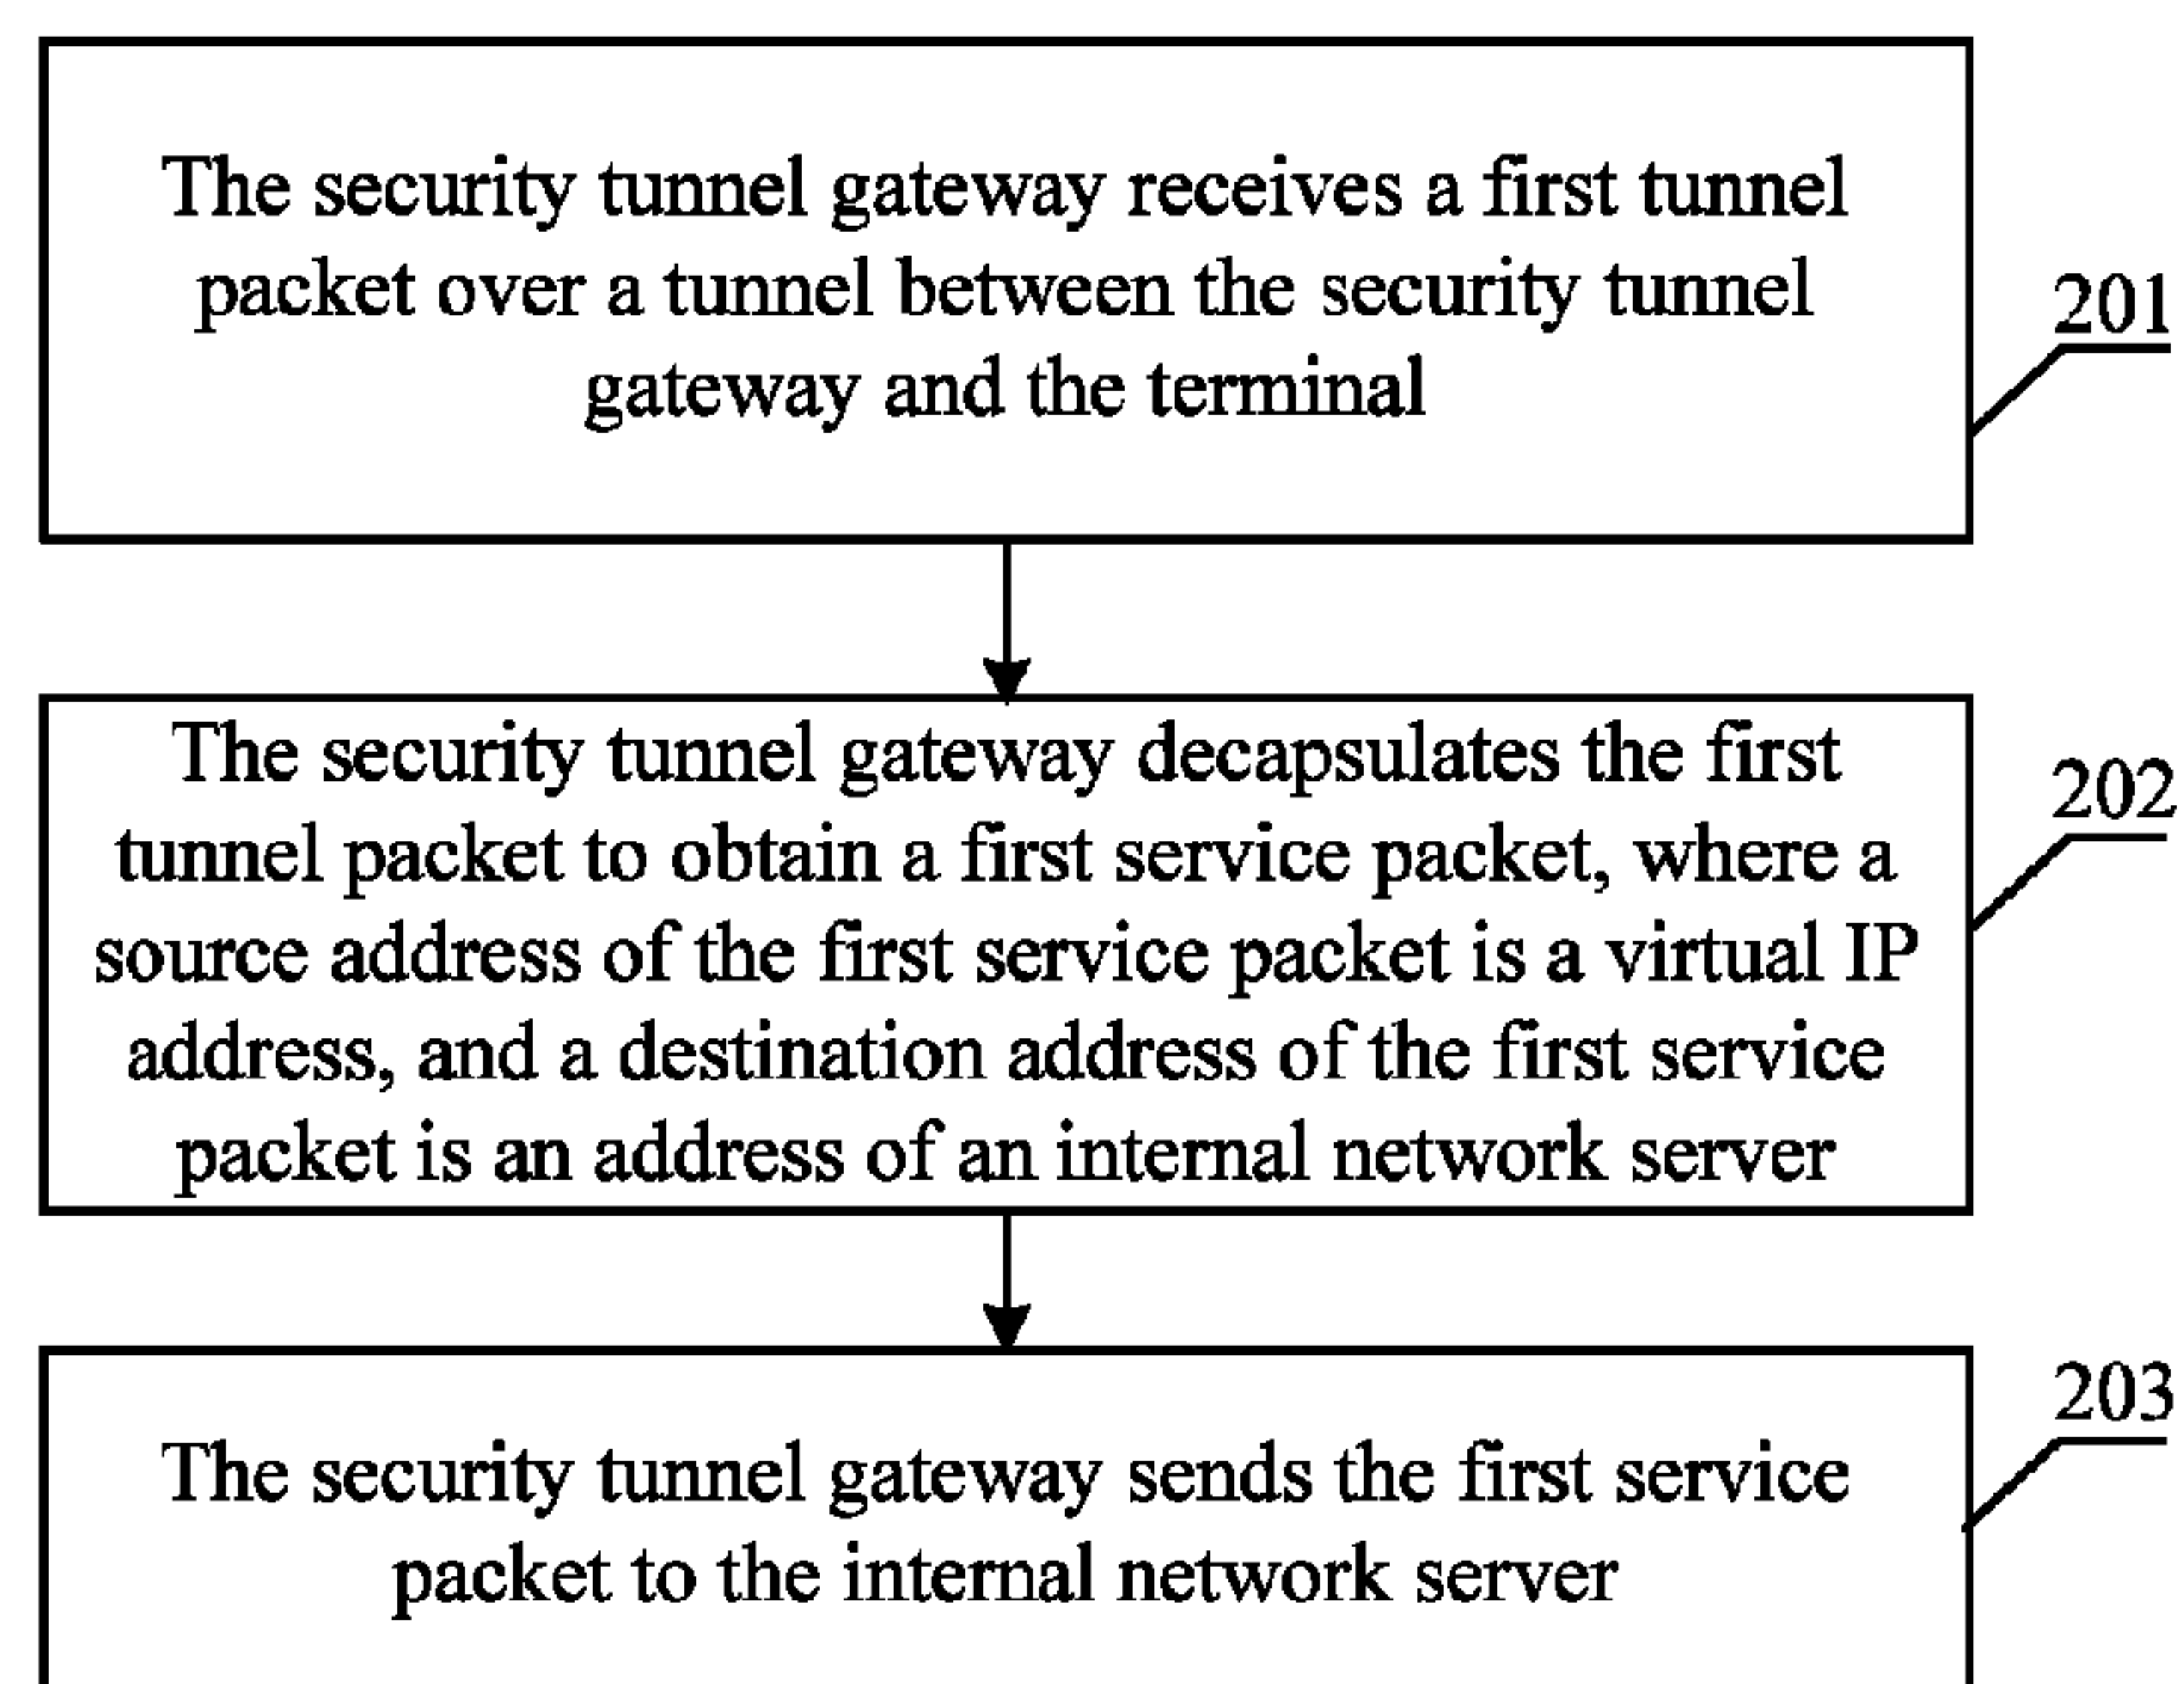 The security tunnel gateway receives a first tunnel
packet over a tunnel between the security tunnel
gateway and the terminal
201
The security tunnel gateway decapsulates the first
tunnel packet to obtain a first service packet, where a
source address of the first service packet is a virtual IP
address, and a destination address of the first service
packet is an address of an internal network server
202
The security tunnel gateway sends the first service
packet to the internal network server
203